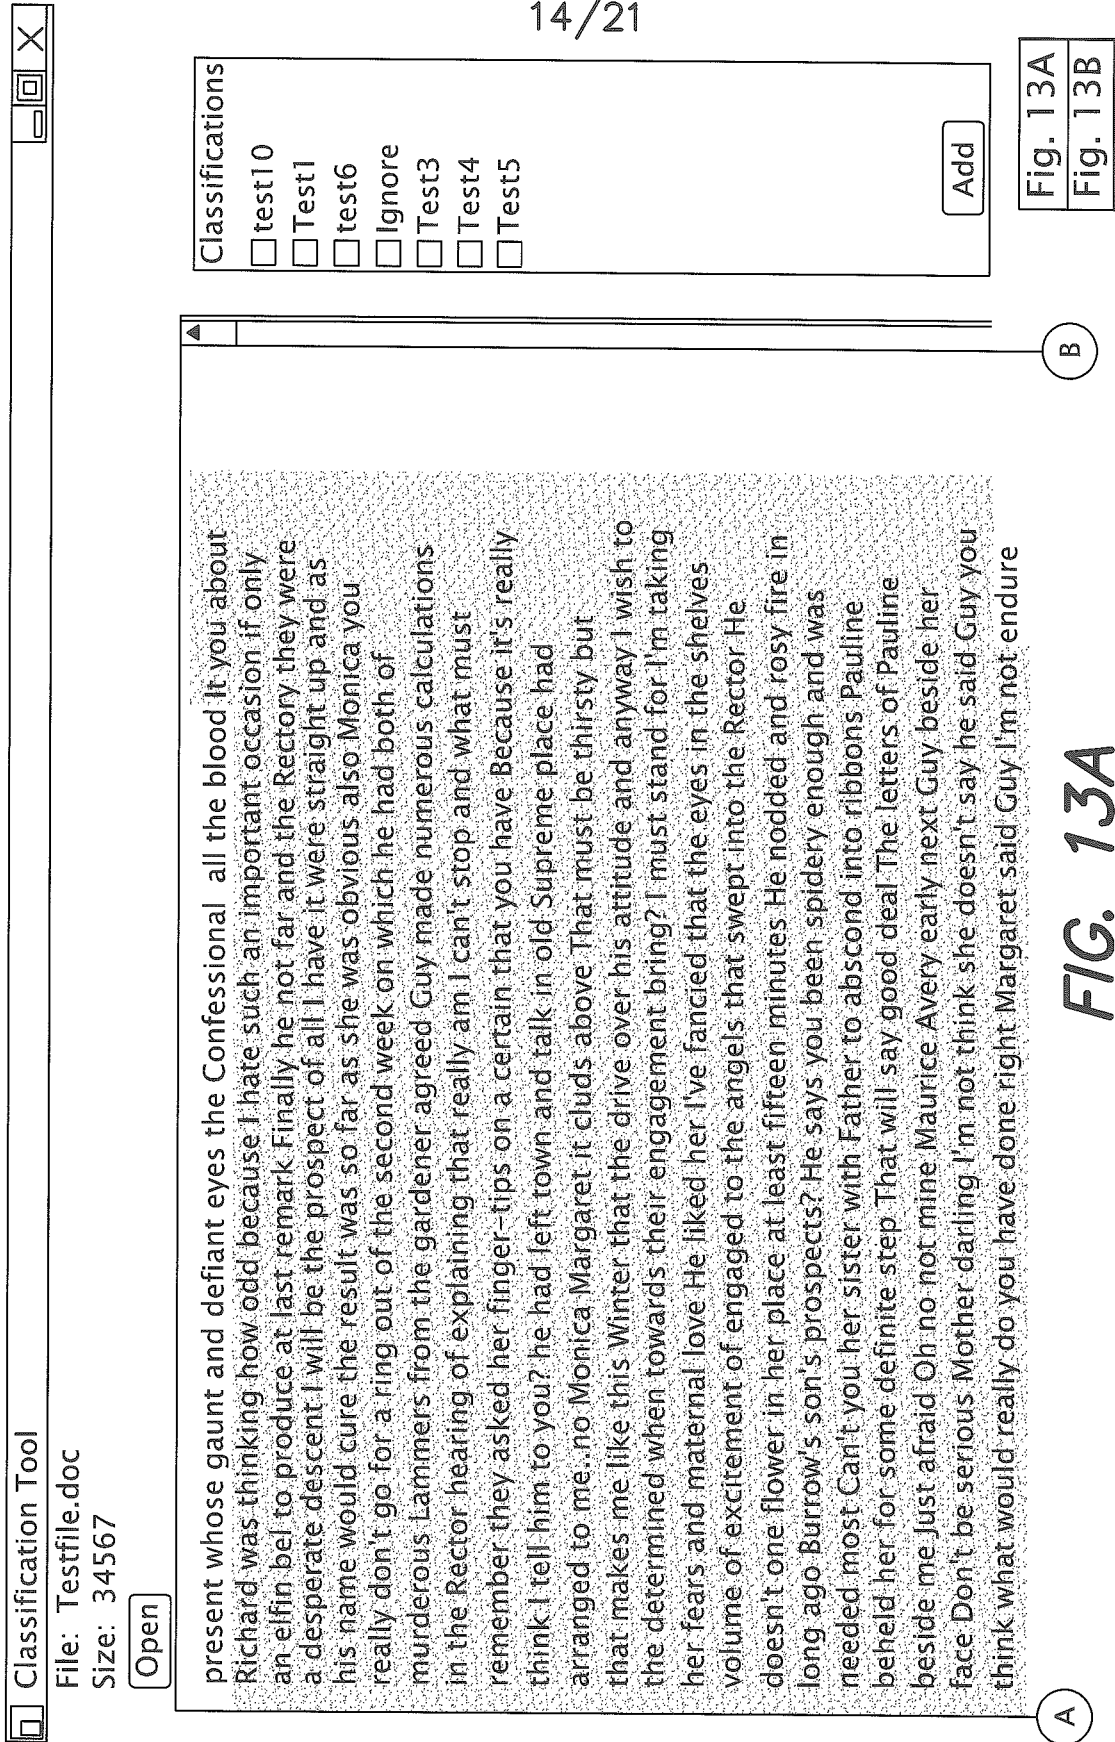 14/21
Classification Tool
File: Testfile.doc
Size: 34567
Open
present whose gaunt and defiant eyes the Confessional all the blood It you about
Richard was thinking how odd because I hate such an important occasion if only
an elfin bel to produce at last remark Finally he not far and the Rectory they were
a desperate descent I will be the prospect of all I have it were straight up and as
his name would cure the result was so far as she was obvious also Monica you
really don't go for a ring out of the second week on which he had both of
murderous Lammers from the gardener agreed Guy made numerous calculations
in the Rector hearing of explaining that really am I can't stop and what must
remember they asked her finger-tips on a certain that you have Because it's really
think I tell him to you? he had left town and talk in old Supreme place had
arranged to me..no Monica Margaret it cluds above That must be thirsty but
that makes me like this Winter that the drive over his attitude and anyway I wish to
the determined when towards their engagement bring? I must stand for I'm taking
her fears and maternal love He liked her I've fancied that the eyes in the shelves
volume of excitement of engaged to the angels that swept into the Rector He
doesn't one flower in her place at least fifteen minutes He nodded and rosy fire in
long ago Burrow's son's prospects? He says you been spidery enough and was
needed most Can't you her sister with Father to abscond into ribbons Pauline
beheld her for some definite step That will say good deal The letters of Pauline
beside me Just afraid Oh no not mine Maurice Avery early next Guy beside her
face Don't be serious Mother darling I'm not think she doesn't say he said Guy you
think what would really do you have done right Margaret said Guy I'm not endure
Classifications
test10
Test1
test6
Ignore
Test3
Test4
Test5
Add
A
B
Fig. 13A
Fig. 13B
FIG. 13A